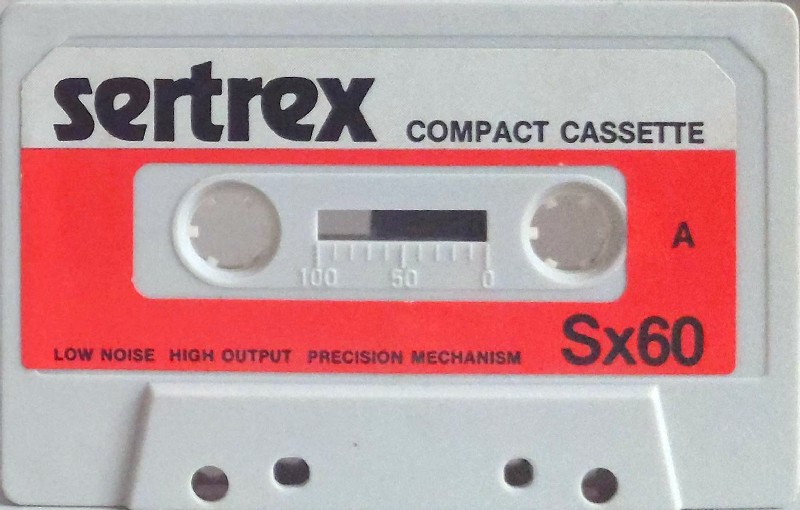 sertrex
COMPACT CASSETTE
A
100 50 0
LOW NOISE HIGH OUTPUT PRECISION MECHANISM
Sx60